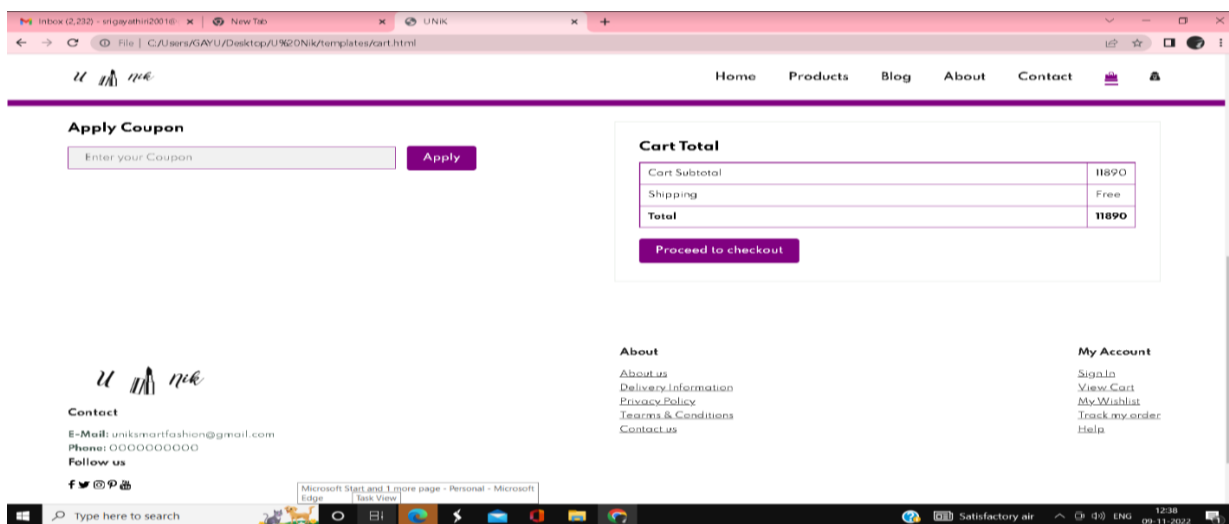 Inbox (2,232) - srigayathiri2001@ New Tab UNiK
File C:/Users/GAYU/Desktop/U%20Nik/templates/cart.html
U nik Home Products Blog About Contact
Apply Coupon
Enter your Coupon Apply
Cart Total
Cart Subtotal 11890
Shipping Free
Total 11890
Proceed to checkout
U nik
Contact
E-Mail: uniksmartfashion@gmail.com
Phone: 0000000000
Follow us
About
About us
Delivery Information
Privacy Policy
Tearms & Conditions
Contact us
My Account
Sign In
View Cart
My Wishlist
Track my order
Help
Microsoft Start and 1 more page - Personal - Microsoft
Edge Task View
Type here to search Satisfactory air ENG 12:38
09-11-2022